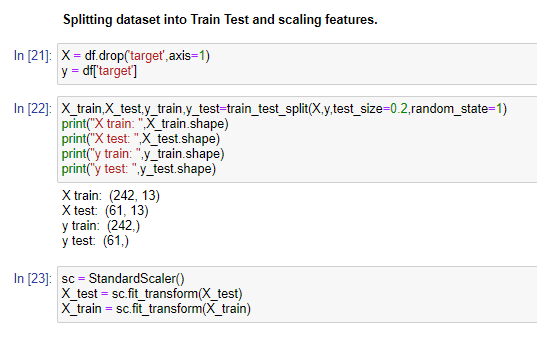 Splitting dataset into Train Test and scaling features.
In [21]: X = df.drop('target',axis=1)
y = df['target']
In [22]: X_train,X_test,y_train,y_test=train_test_split(X,y,test_size=0.2,random_state=1)
print("X train: ",X_train.shape)
print("X test: ",X_test.shape)
print("y train: ",y_train.shape)
print("y test: ",y_test.shape)
X train:  (242, 13)
X test:  (61, 13)
y train:  (242,)
y test:  (61,)
In [23]: sc = StandardScaler()
X_test = sc.fit_transform(X_test)
X_train = sc.fit_transform(X_train)